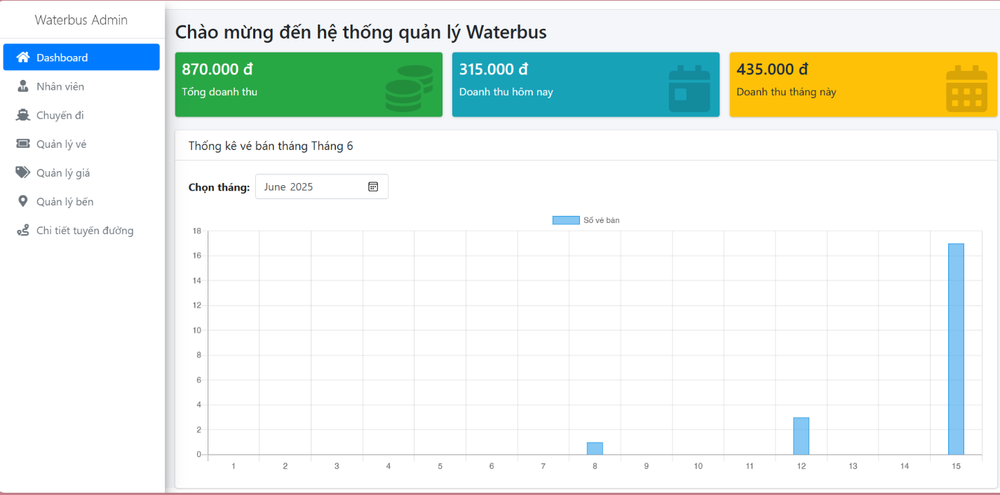 Waterbus Admin
Dashboard
Nhân viên
Chuyến đi
Quản lý vé
Quản lý giá
Quản lý bến
Chi tiết tuyến đường
Chào mừng đến hệ thống quản lý Waterbus
870.000 đ
Tổng doanh thu
315.000 đ
Doanh thu hôm nay
435.000 đ
Doanh thu tháng này
Thống kê vé bán tháng Tháng 6
Chọn tháng: June 2025
Số vé bán
18
16
14
12
10
8
6
4
2
0
1 2 3 4 5 6 7 8 9 10 11 12 13 14 15